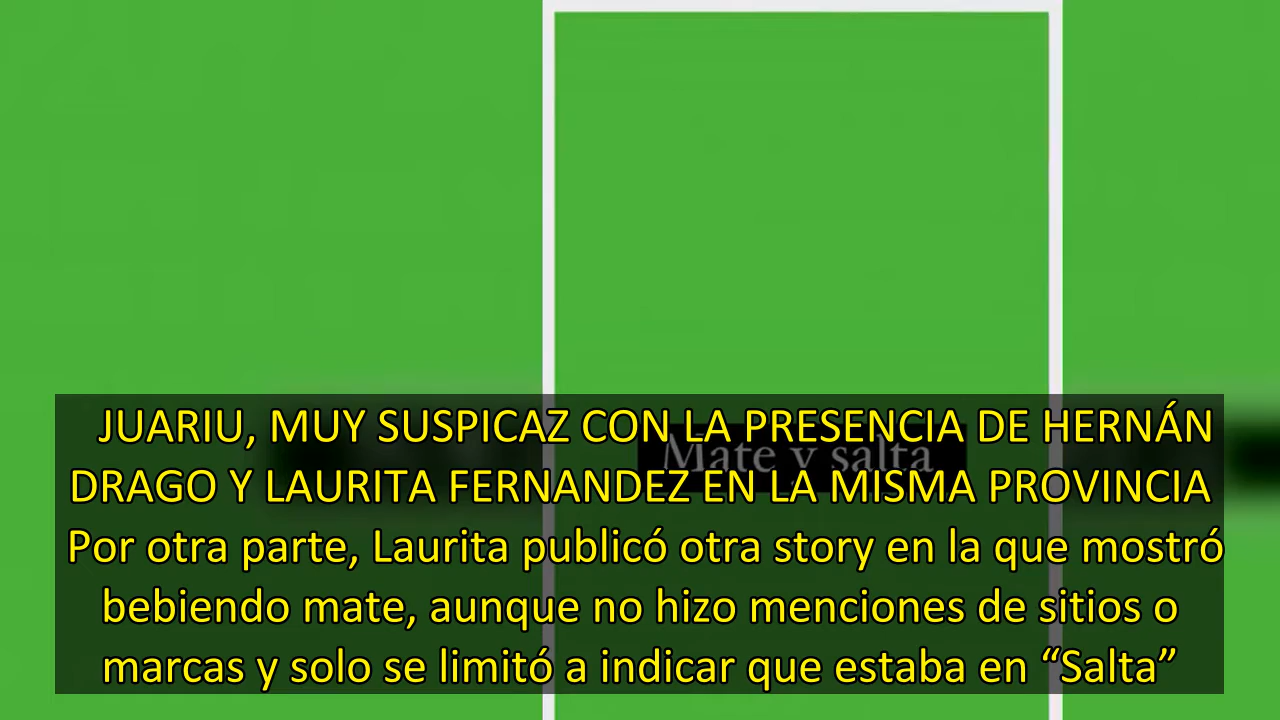 JUARIU, MUY SUSPICAZ CON LA PRESENCIA DE HERNÁN
Mate y salta
DRAGO Y LAURITA FERNANDEZ EN LA MISMA PROVINCIA
Por otra parte, Laurita publicó otra story en la que mostró
bebiendo mate, aunque no hizo menciones de sitios o
marcas y solo se limitó a indicar que estaba en “Salta”